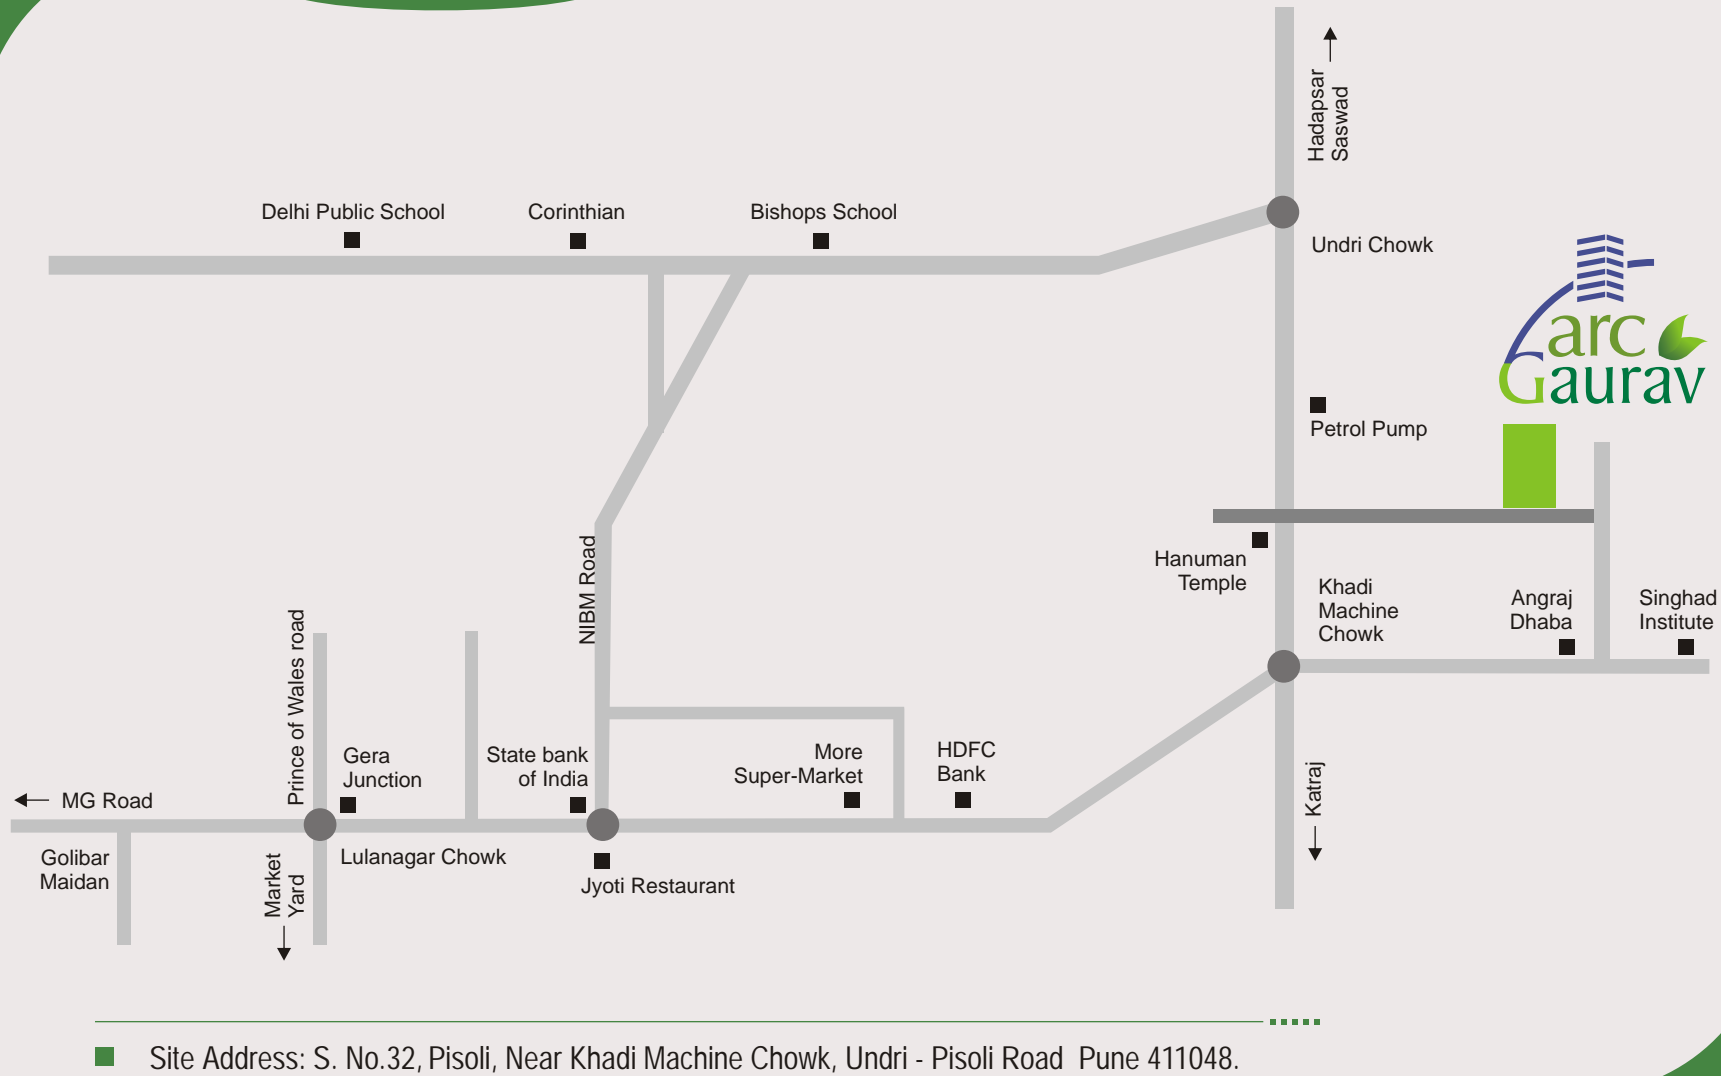 Hadapsar
Saswad
Delhi Public School
Corinthian
Bishops School
Undri Chowk
arc
Gaurav
Petrol Pump
Hanuman
Temple
Khadi
Machine
Chowk
Angraj
Dhaba
Singhad
Institute
NIBM Road
Prince of Wales road
Gera
Junction
State bank
of India
More
Super-Market
HDFC
Bank
Katraj
MG Road
Golibar
Maidan
Market
Yard
Lulanagar Chowk
Jyoti Restaurant
Site Address: S. No.32, Pisoli, Near Khadi Machine Chowk, Undri - Pisoli Road Pune 411048.